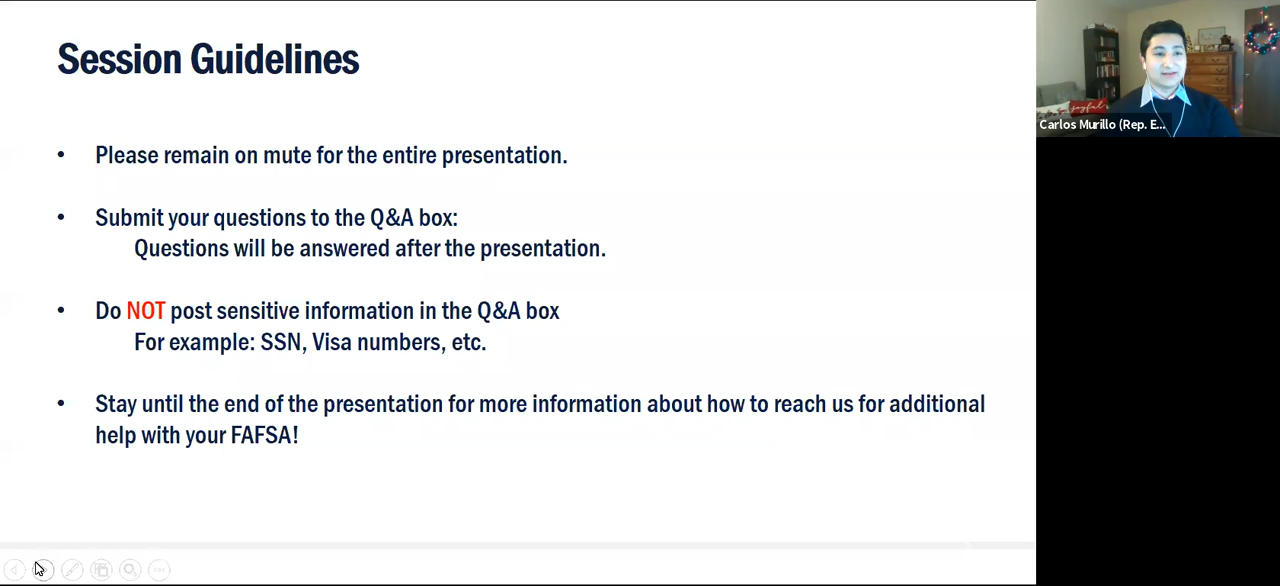 Session Guidelines
• Please remain on mute for the entire presentation.
• Submit your questions to the Q&A box:
Questions will be answered after the presentation.
• Do NOT post sensitive information in the Q&A box
For example: SSN, Visa numbers, etc.
• Stay until the end of the presentation for more information about how to reach us for additional
help with your FAFSA!
joyful
Carlos Murillo (Rep. E...